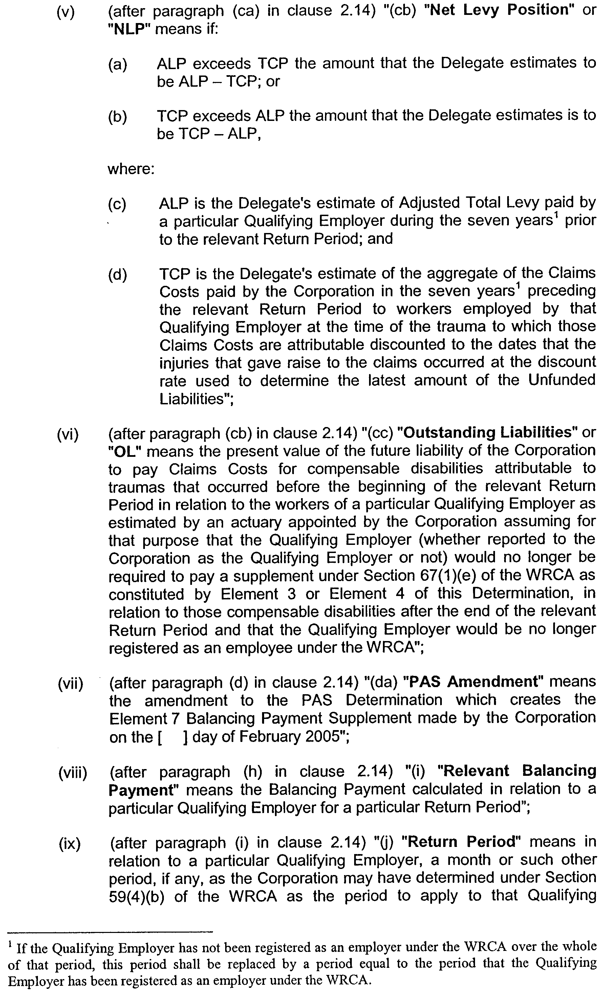 (v) (after paragraph (ca) in clause 2.14) "(cb) "Net Levy Position" or
"NLP" means if:
(a) ALP exceeds TCP the amount that the Delegate estimates to
be ALP – TCP; or
(b) TCP exceeds ALP the amount that the Delegate estimates is to
be TCP – ALP,
where:
(c) ALP is the Delegate's estimate of Adjusted Total Levy paid by
a particular Qualifying Employer during the seven years¹ prior
to the relevant Return Period; and
(d) TCP is the Delegate's estimate of the aggregate of the Claims
Costs paid by the Corporation in the seven years¹ preceding
the relevant Return Period to workers employed by that
Qualifying Employer at the time of the trauma to which those
Claims Costs are attributable discounted to the dates that the
injuries that gave raise to the claims occurred at the discount
rate used to determine the latest amount of the Unfunded
Liabilities";
(vi) (after paragraph (cb) in clause 2.14) "(cc) "Outstanding Liabilities" or
"OL" means the present value of the future liability of the Corporation
to pay Claims Costs for compensable disabilities attributable to
traumas that occurred before the beginning of the relevant Return
Period in relation to the workers of a particular Qualifying Employer as
estimated by an actuary appointed by the Corporation assuming for
that purpose that the Qualifying Employer (whether reported to the
Corporation as the Qualifying Employer or not) would no longer be
required to pay a supplement under Section 67(1)(e) of the WRCA as
constituted by Element 3 or Element 4 of this Determination, in
relation to those compensable disabilities after the end of the relevant
Return Period and that the Qualifying Employer would be no longer
registered as an employee under the WRCA";
(vii) (after paragraph (d) in clause 2.14) "(da) "PAS Amendment" means
the amendment to the PAS Determination which creates the
Element 7 Balancing Payment Supplement made by the Corporation
on the [ ] day of February 2005";
(viii) (after paragraph (h) in clause 2.14) "(i) "Relevant Balancing
Payment" means the Balancing Payment calculated in relation to a
particular Qualifying Employer for a particular Return Period";
(ix) (after paragraph (i) in clause 2.14) "(j) "Return Period" means in
relation to a particular Qualifying Employer, a month or such other
period, if any, as the Corporation may have determined under Section
59(4)(b) of the WRCA as the period to apply to that Qualifying
¹ If the Qualifying Employer has not been registered as an employer under the WRCA over the whole
of that period, this period shall be replaced by a period equal to the period that the Qualifying
Employer has been registered as an employer under the WRCA.